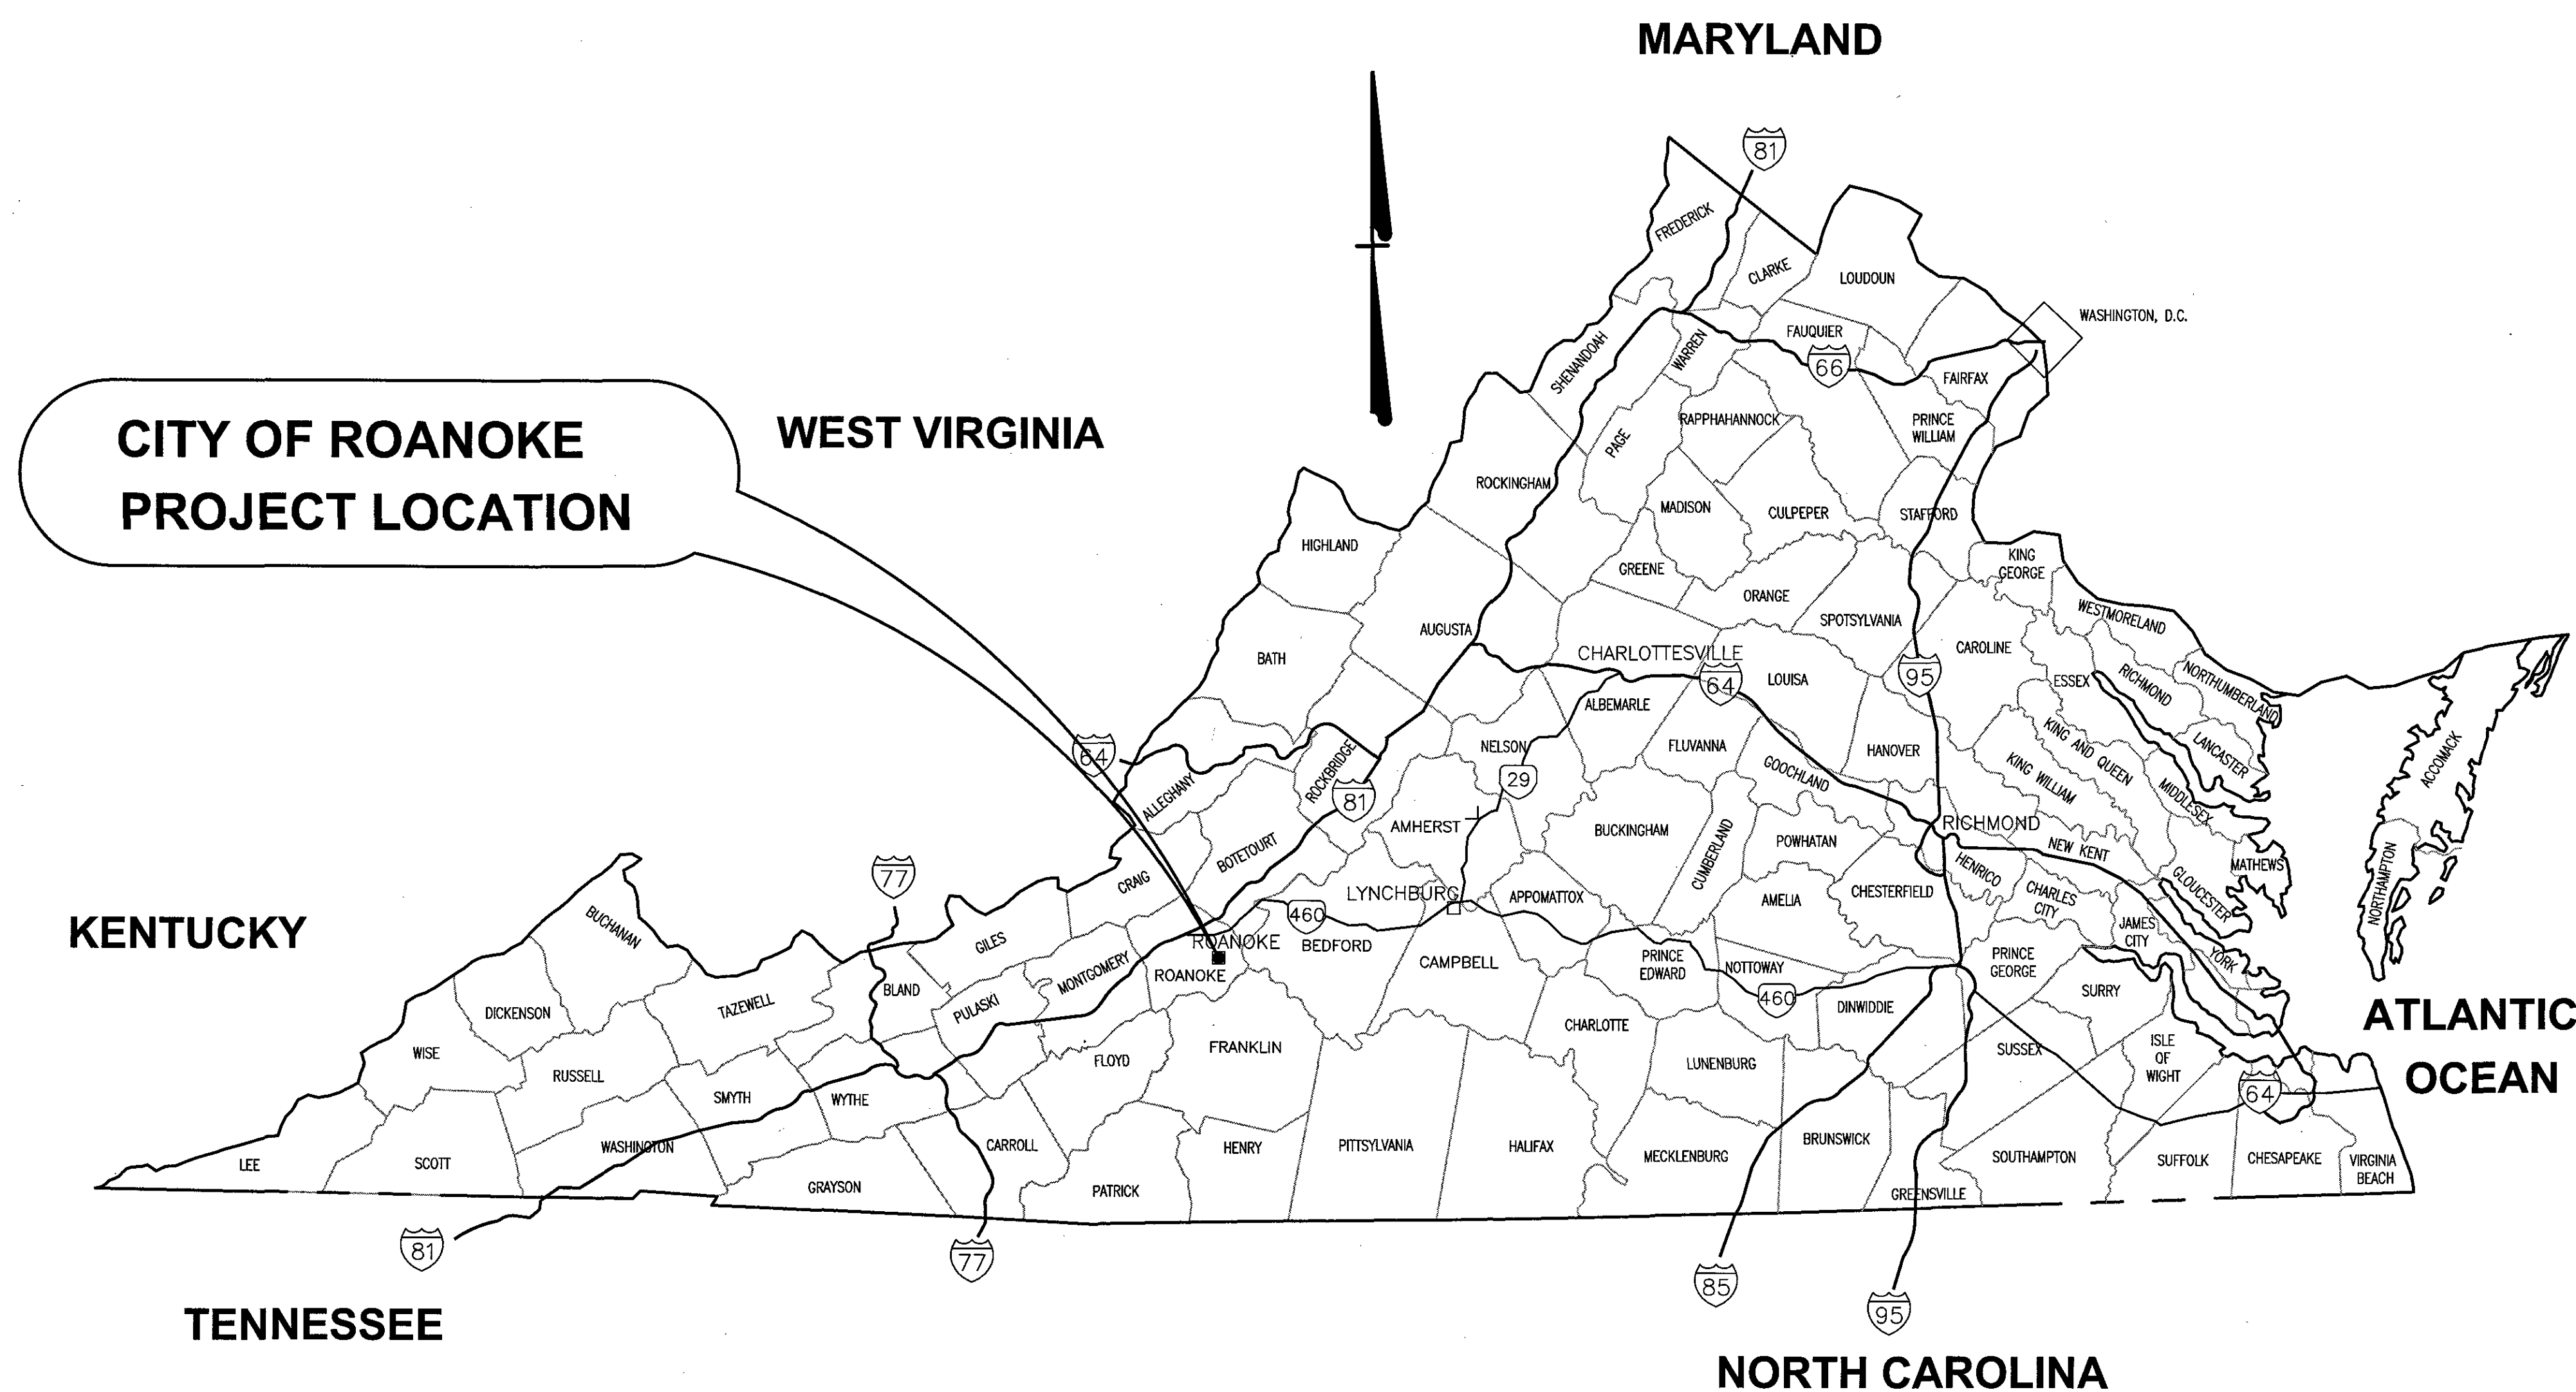 MARYLAND
81
FREDERICK
CLARKE
LOUDOUN
WASHINGTON, D.C.
SHENANDOAH
WARREN
FAUQUIER
66
FAIRFAX
CITY OF ROANOKE
PROJECT LOCATION
WEST VIRGINIA
PAGE
RAPPHAHANNOCK
PRINCE
WILLIAM
ROCKINGHAM
MADISON
CULPEPER
STAFFORD
HIGHLAND
GREENE
KING
GEORGE
ORANGE
WESTMORELAND
AUGUSTA
SPOTSYLVANIA
BATH
CHARLOTTESVILLE
CAROLINE
64
LOUISA
95
ESSEX
RICHMOND
NORTHUMBERLAND
ALBEMARLE
64
ROCKBRIDGE
NELSON
FLUVANNA
HANOVER
KING AND QUEEN
LANCASTER
ACCOMACK
ALLEGHANY
81
29
GOOCHLAND
KING WILLIAM
MIDDLESEX
AMHERST
BUCKINGHAM
CUMBERLAND
POWHATAN
RICHMOND
NEW KENT
MATHEWS
77
CRAIG
BOTETOURT
LYNCHBURG
APPOMATTOX
AMELIA
CHESTERFIELD
HENRICO
CHARLES
CITY
GLOUCESTER
NORTHAMPTON
KENTUCKY
BUCHANAN
GILES
ROANOKE
460
BEDFORD
JAMES
CITY
YORK
DICKENSON
TAZEWELL
BLAND
PULASKI
MONTGOMERY
ROANOKE
CAMPBELL
PRINCE
EDWARD
NOTTOWAY
460
DINWIDDIE
PRINCE
GEORGE
SURRY
ATLANTIC
OCEAN
WISE
RUSSELL
SMYTH
WYTHE
FLOYD
FRANKLIN
CHARLOTTE
LUNENBURG
SUSSEX
ISLE
OF
WIGHT
64
LEE
SCOTT
WASHINGTON
GRAYSON
CARROLL
PATRICK
HENRY
PITTSYLVANIA
HALIFAX
MECKLENBURG
BRUNSWICK
GREENSVILLE
SOUTHAMPTON
SUFFOLK
CHESAPEAKE
VIRGINIA
BEACH
81
77
85
95
TENNESSEE
NORTH CAROLINA